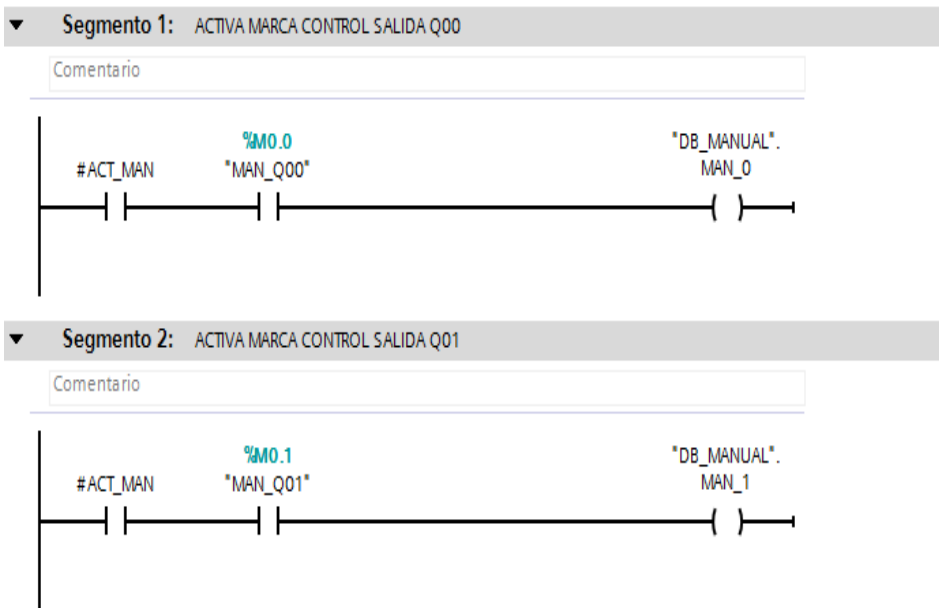 Segmento 1: ACTIVA MARCA CONTROL SALIDA Q00
Comentario
%M0.0
"DB_MANUAL".
#ACT_MAN "MAN_Q00" MAN_0
Segmento 2: ACTIVA MARCA CONTROL SALIDA Q01
Comentario
%M0.1
"DB_MANUAL".
#ACT_MAN "MAN_Q01" MAN_1